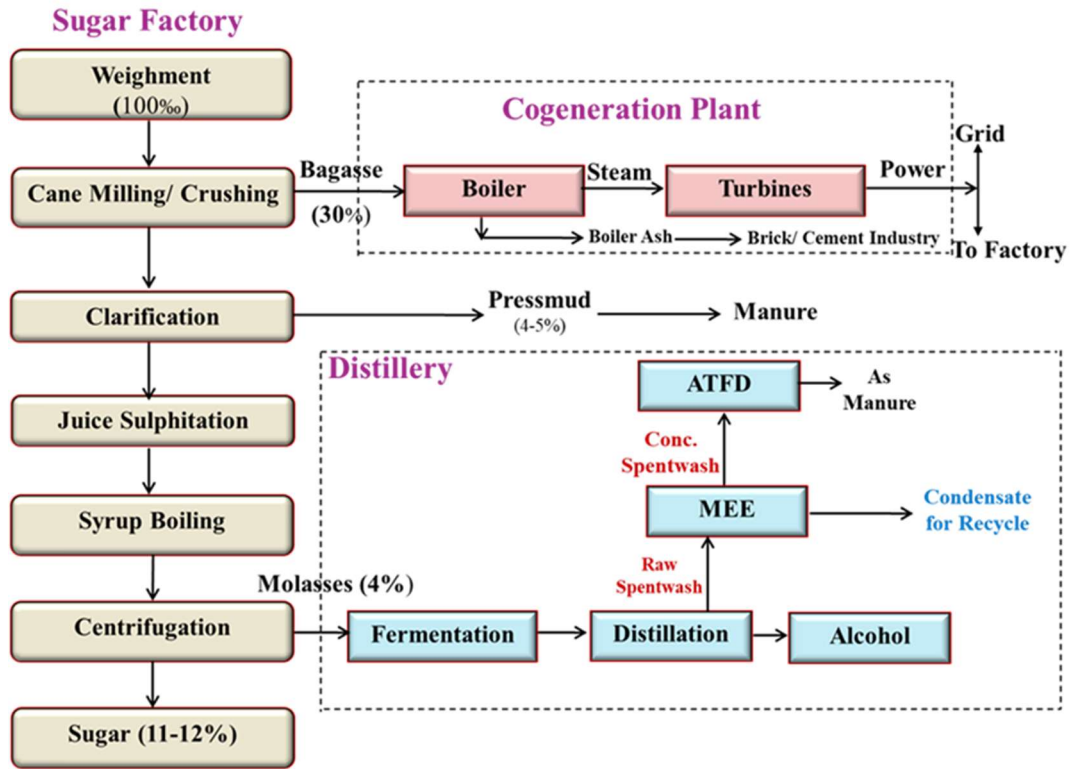 Sugar Factory
Weighment
(100‰)
Cane Milling/ Crushing
Bagasse
(30%)
Cogeneration Plant
Boiler
Steam
Turbines
Power
Grid
To Factory
Boiler Ash
Brick/ Cement Industry
Clarification
Pressmud
(4-5%)
Manure
Distillery
Juice Sulphitation
ATFD
As
Manure
Conc.
Spentwash
Syrup Boiling
MEE
Condensate
for Recycle
Raw
Spentwash
Molasses (4%)
Centrifugation
Fermentation
Distillation
Alcohol
Sugar (11-12%)